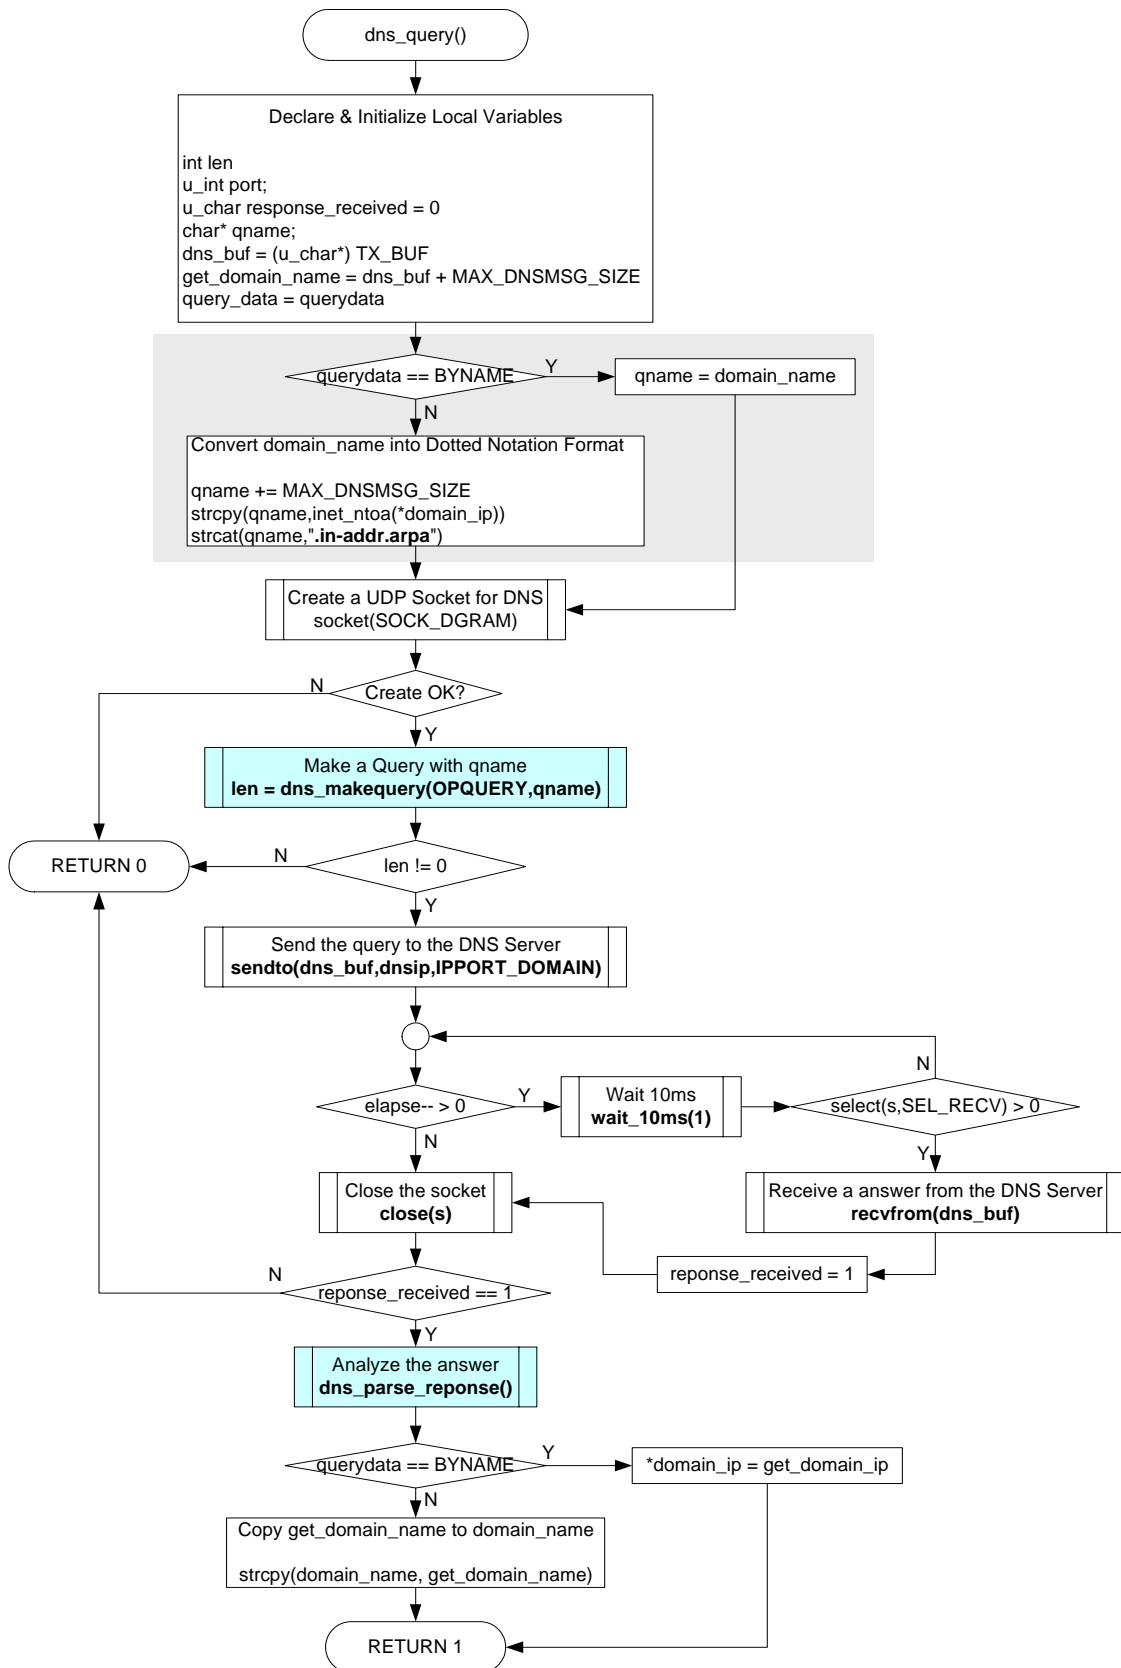 dns_query()
Declare & Initialize Local Variables
int len
u_int port;
u_char response_received = 0
char* qname;
dns_buf = (u_char*) TX_BUF
get_domain_name = dns_buf + MAX_DNSMSG_SIZE
query_data = querydata
querydata == BYNAME
Y
qname = domain_name
N
Convert domain_name into Dotted Notation Format
qname += MAX_DNSMSG_SIZE
strcpy(qname,inet_ntoa(*domain_ip))
strcat(qname,".in-addr.arpa")
Create a UDP Socket for DNS
socket(SOCK_DGRAM)
N
Create OK?
Y
Make a Query with qname
len = dns_makequery(OPQUERY,qname)
RETURN 0
N
len != 0
Y
Send the query to the DNS Server
sendto(dns_buf,dnsip,IPPORT_DOMAIN)
N
elapse-- > 0
Y
Wait 10ms
wait_10ms(1)
select(s,SEL_RECV) > 0
N
Y
Close the socket
close(s)
Receive a answer from the DNS Server
recvfrom(dns_buf)
reponse_received = 1
N
reponse_received == 1
Y
Analyze the answer
dns_parse_reponse()
querydata == BYNAME
Y
*domain_ip = get_domain_ip
N
Copy get_domain_name to domain_name
strcpy(domain_name, get_domain_name)
RETURN 1